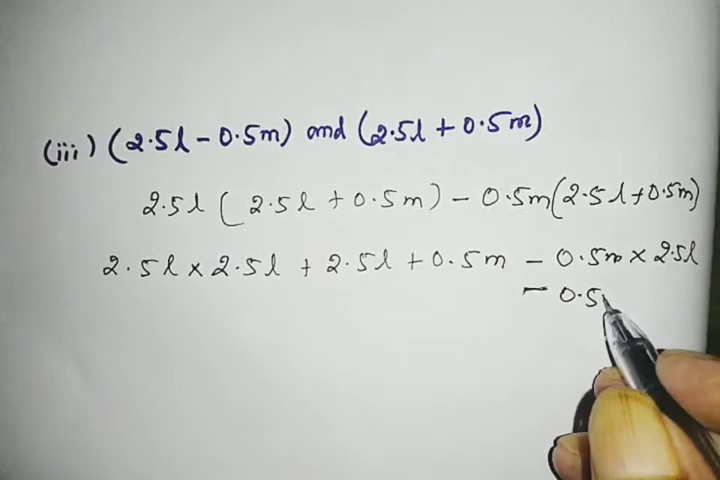 (iii) (2.5l - 0.5m) and (2.5l + 0.5m)
2.5l ( 2.5l + 0.5m) - 0.5m(2.5l + 0.5m)
2.5l × 2.5l + 2.5l + 0.5m - 0.5m × 2.5l
- 0.5